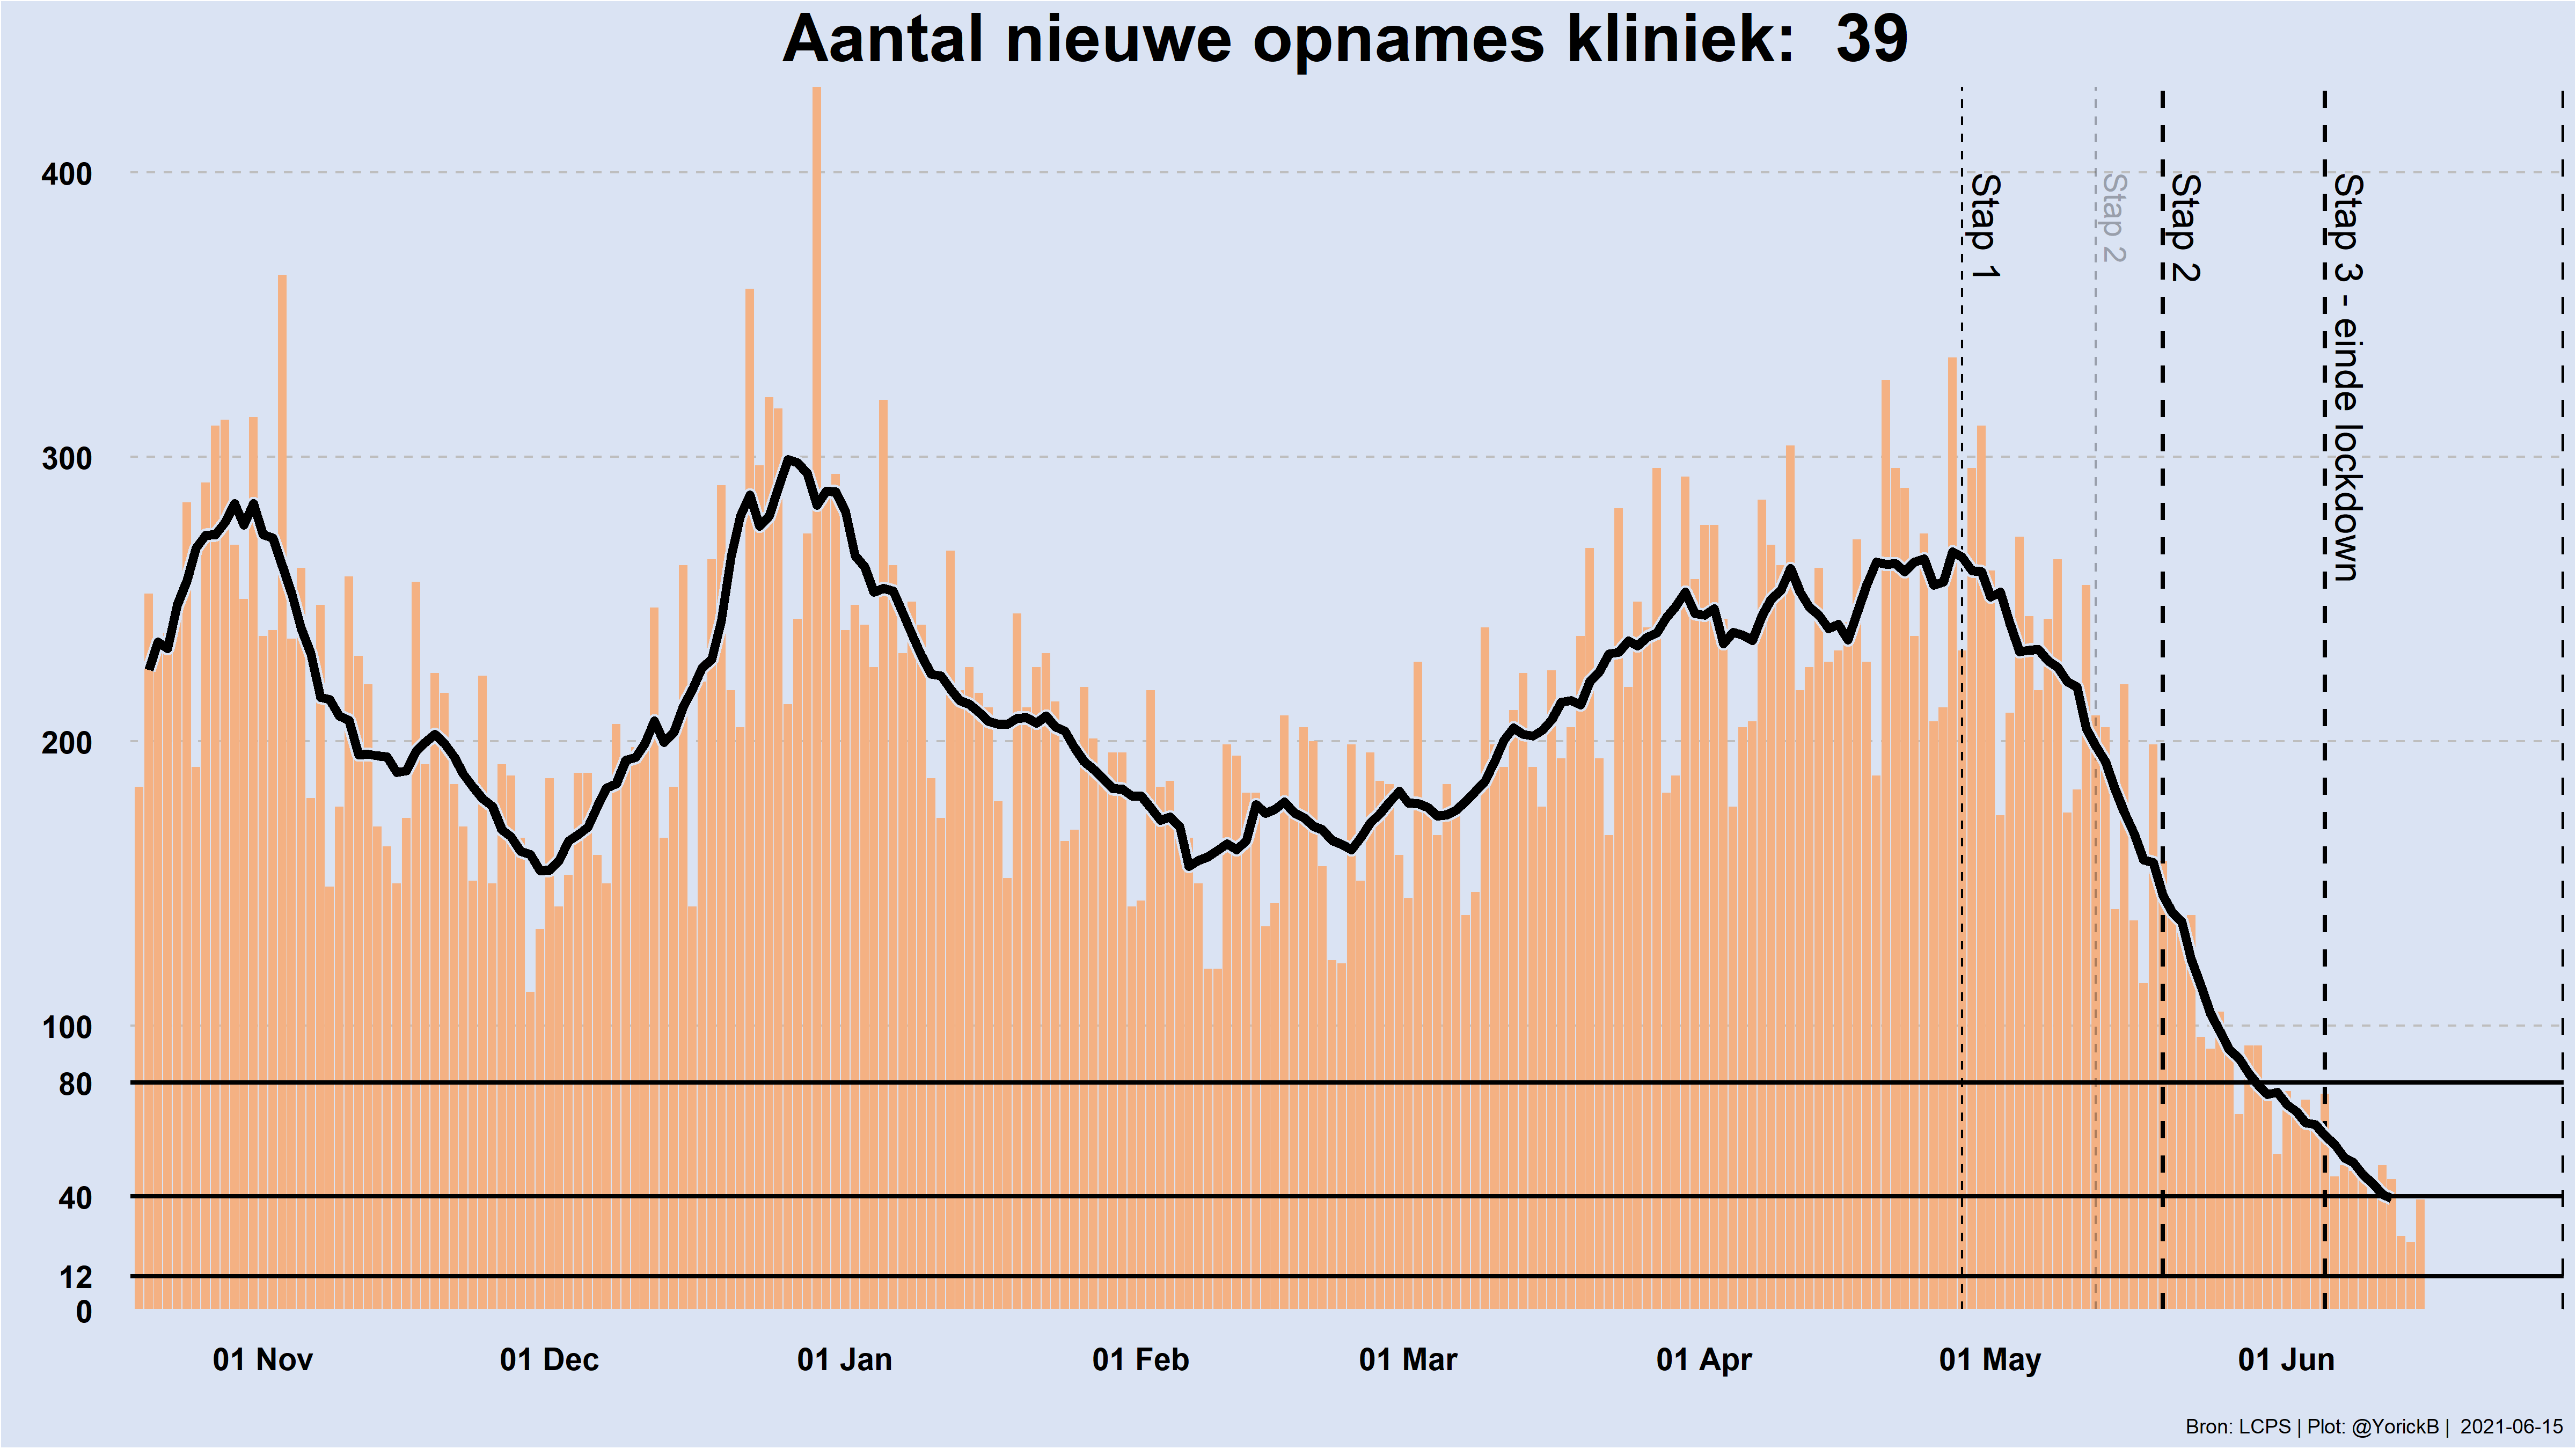 Aantal nieuwe opnames kliniek: 39
400
300
200
100
80
40
12
0
Stap 1
Stap 2
Stap 2
Stap 3 - einde lockdown
01 Nov
01 Dec
01 Jan
01 Feb
01 Mar
01 Apr
01 May
01 Jun
Bron: LCPS | Plot: @YorickB | 2021-06-15